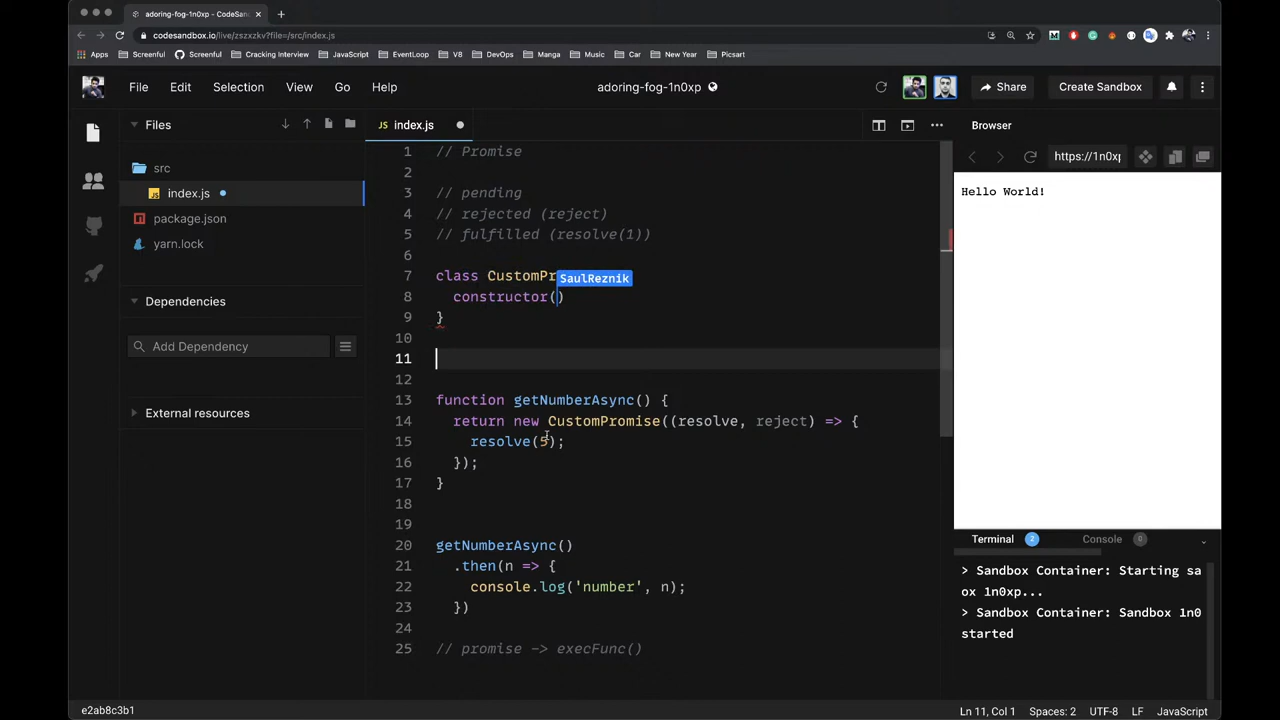 adoring-fog-1n0xp - CodeSan
codesandbox.io/live/zszxzkv?file=/src/index.js
Apps Screenful Screenful Cracking Interview JavaScript EventLoop V8 DevOps Manga Music Car New Year Picsart
File Edit Selection View Go Help
adoring-fog-1n0xp
Share
Create Sandbox
Files
src
index.js
package.json
yarn.lock
Dependencies
Add Dependency
External resources
JS index.js
1 // Promise
2
3 // pending
4 // rejected (reject)
5 // fulfilled (resolve(1))
6
7 class CustomPr
SaulReznik
8 constructor()
9 }
10
11
12
13 function getNumberAsync() {
14 return new CustomPromise((resolve, reject) => {
15 resolve(5);
16 });
17 }
18
19
20 getNumberAsync()
21 .then(n => {
22 console.log('number', n);
23 })
24
25 // promise -> execFunc()
Browser
https://1n0xp
Hello World!
Terminal 2 Console 0
> Sandbox Container: Starting sa
ox 1n0xp...
> Sandbox Container: Sandbox 1n0
started
e2ab8c3b1
Ln 11, Col 1 Spaces: 2 UTF-8 LF JavaScript